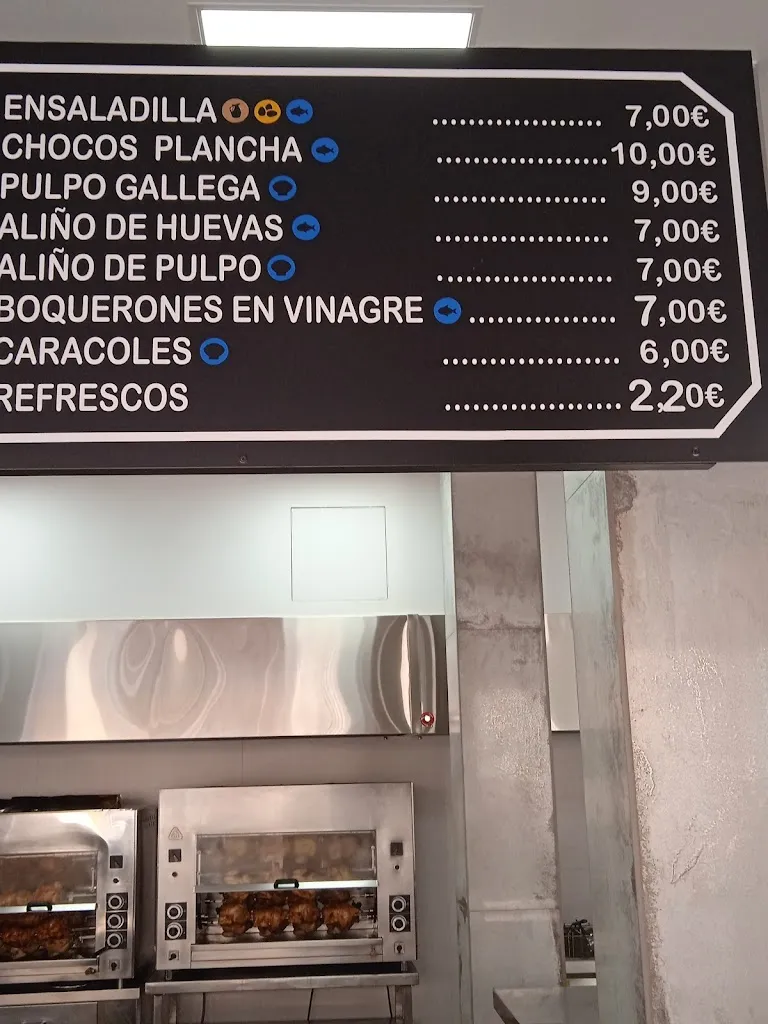 ENSALADILLA ................... 7,00€
CHOCOS PLANCHA ...................10,00€
PULPO GALLEGA ................... 9,00€
ALIÑO DE HUEVAS ................... 7,00€
ALIÑO DE PULPO ................... 7,00€
BOQUERONES EN VINAGRE ................ 7,00€
CARACOLES ................... 6,00€
REFRESCOS ................... 2,20€